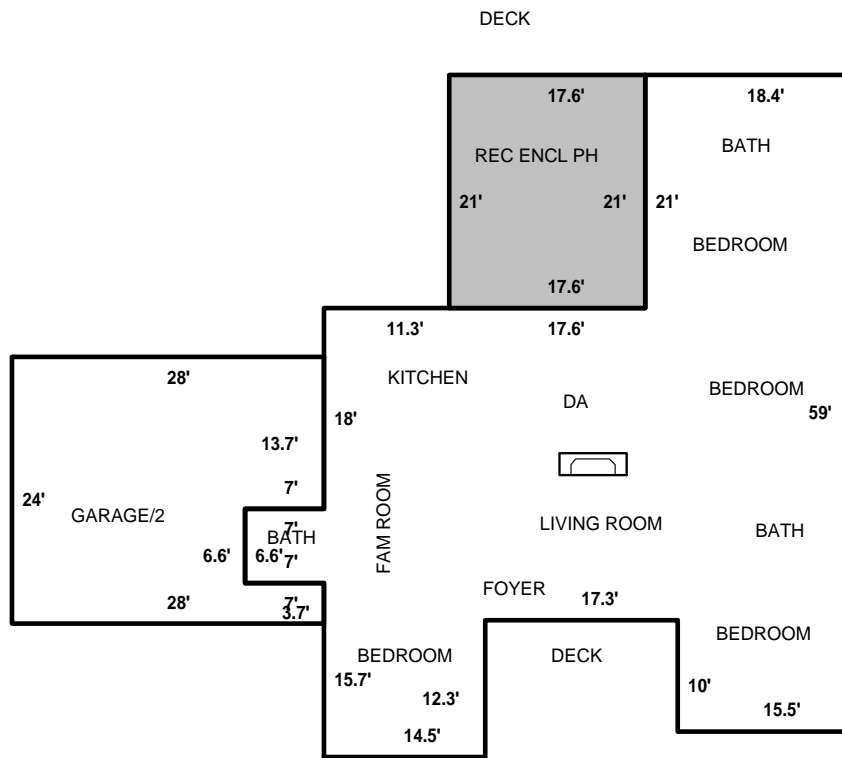 DECK
17.6'
18.4'
BATH
REC ENCL PH
21'
21'
21'
BEDROOM
17.6'
11.3'
17.6'
28'
KITCHEN
BEDROOM
DA
59'
18'
13.7'
7'
24'
GARAGE/2
FAM ROOM
LIVING ROOM
BATH
7'
BATH
6.6'
6.6'
7'
FOYER
17.3'
28'
7'
3.7'
BEDROOM
BEDROOM
DECK
15.7'
10'
12.3'
15.5'
14.5'